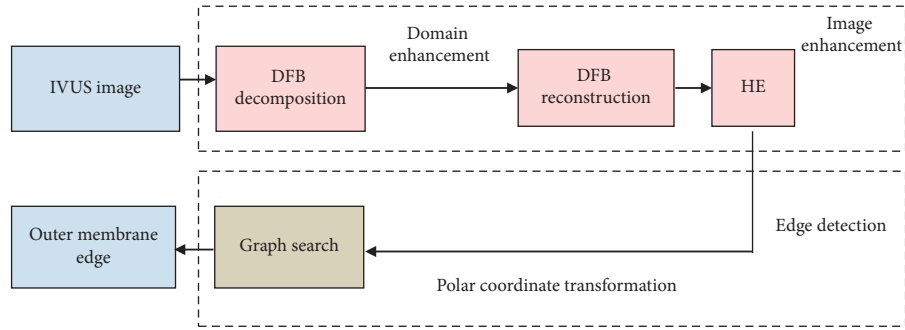 IVUS image
DFB
decomposition
Domain
enhancement
DFB
reconstruction
HE
Image
enhancement
Outer membrane
edge
Graph search
Polar coordinate transformation
Edge detection